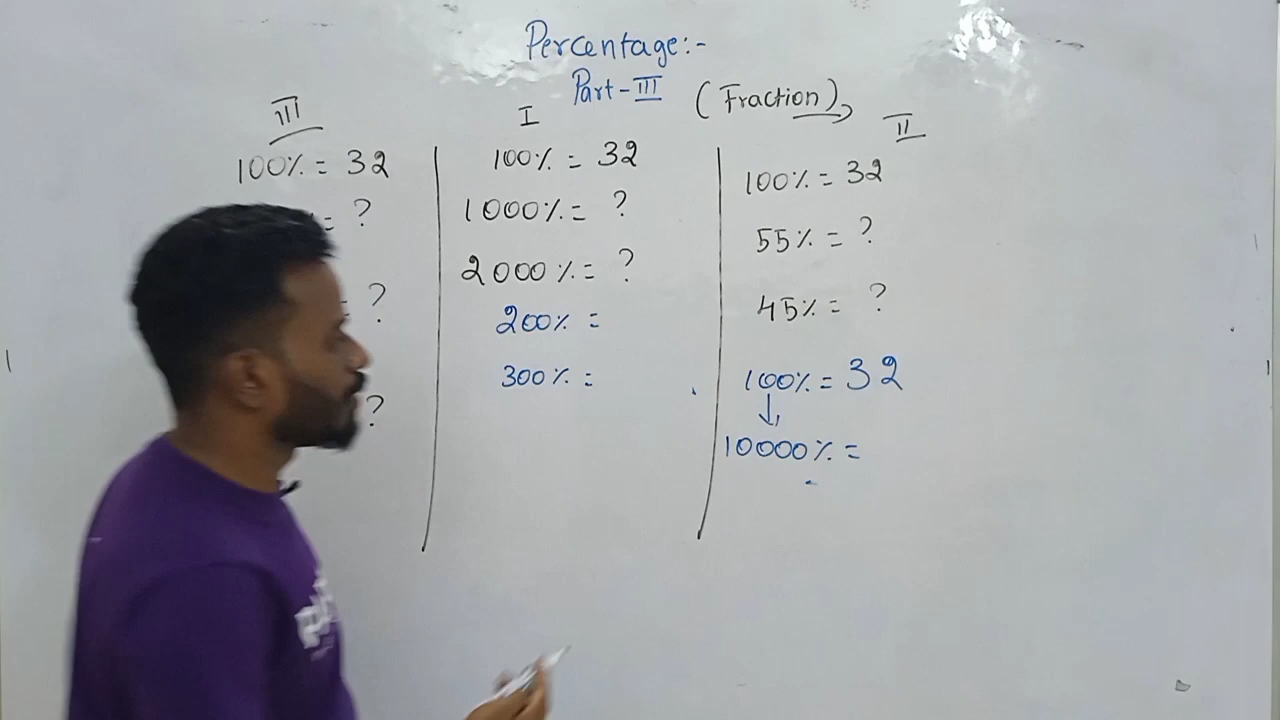 Percentage:-
Part-III (Fraction)
III
100% = 32
= ?
= ?
?
I
100% = 32
1000% = ?
2000% = ?
200% =
300% =
II
100% = 32
55% = ?
45% = ?
100% = 32
10000% =